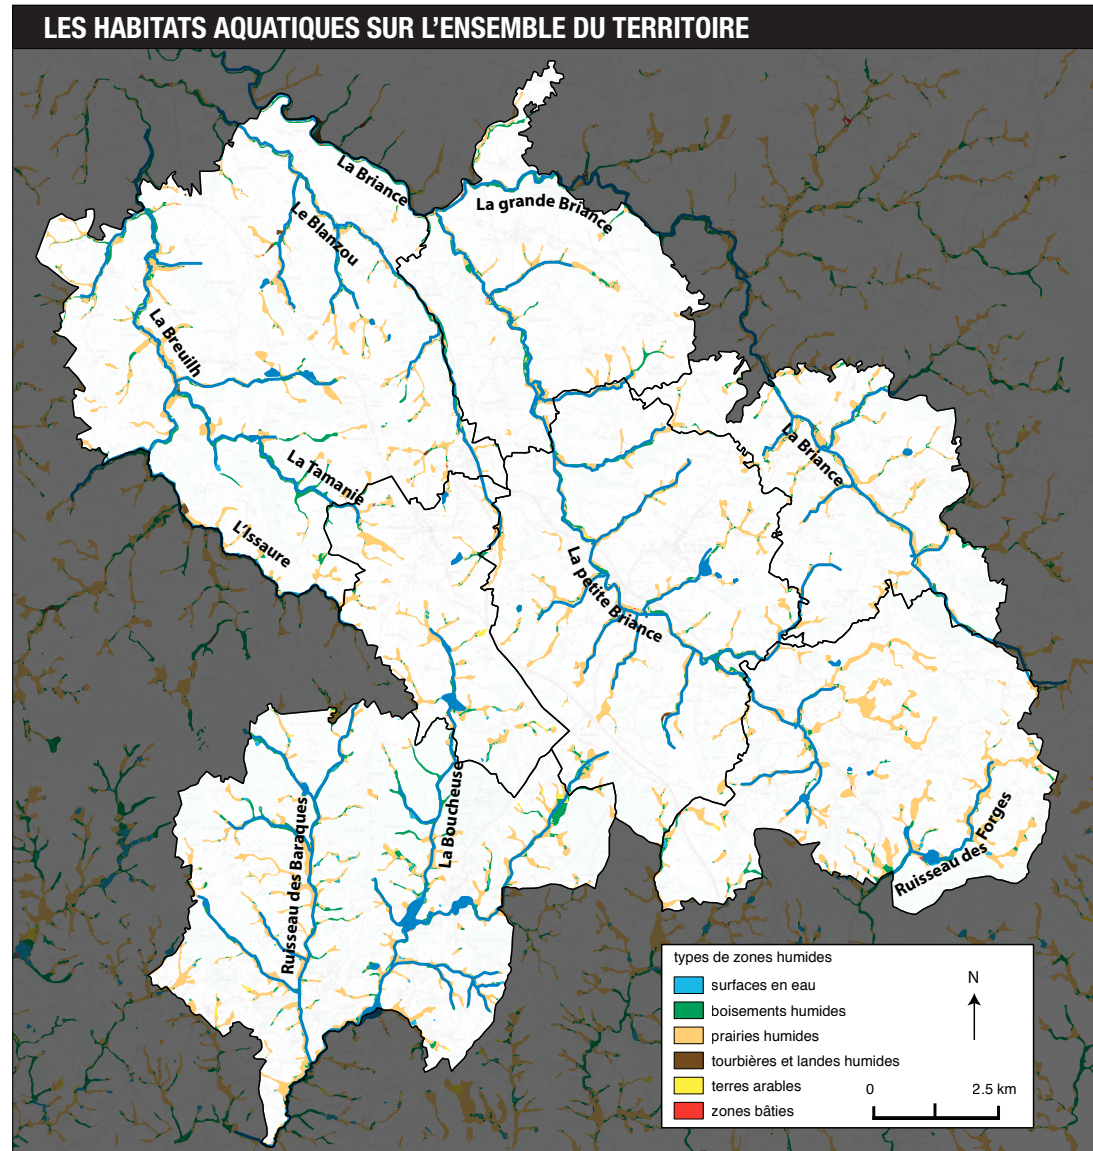 LES HABITATS AQUATIQUES SUR L'ENSEMBLE DU TERRITOIRE
La Briance
La grande Briance
Le Blanzou
La Breuilh
La Briance
La Tamanie
L'Issaure
La petite Briance
La Boucheuse
Ruisseau des Baraques
Ruisseau des Forges
types de zones humides
surfaces en eau
boisements humides
prairies humides
tourbières et landes humides
terres arables
zones bâties
N
0 2.5 km